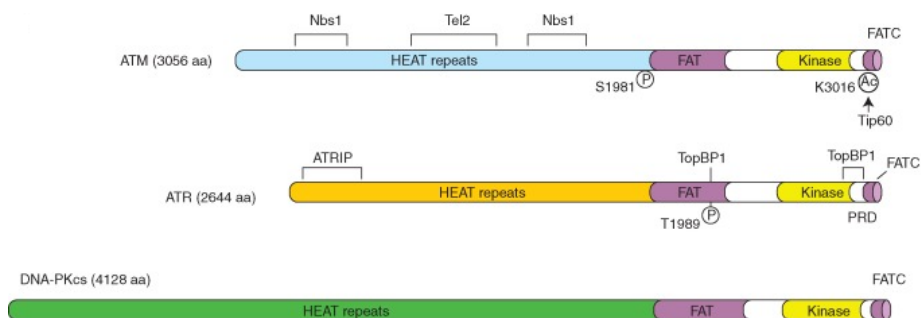 Nbs1 Tel2 Nbs1
FATC
ATM (3056 aa) HEAT repeats FAT Kinase
S1981 P K3016 Ac
Tip60
ATRIP TopBP1 TopBP1
FATC
ATR (2644 aa) HEAT repeats FAT Kinase
T1989 P PRD
DNA-PKcs (4128 aa) FATC
HEAT repeats FAT Kinase